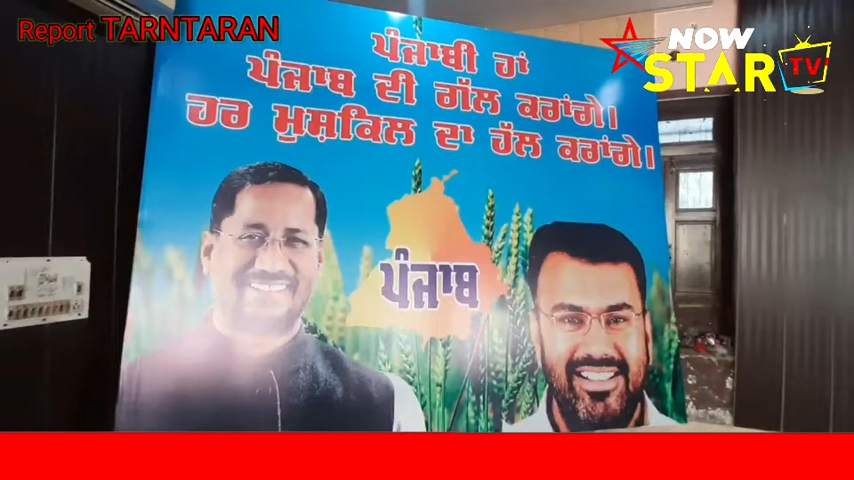 Report TARNTARAN
NOW
STAR TV
ਪੰਜਾਬੀ ਹਾਂ
ਪੰਜਾਬ ਦੀ ਗੱਲ ਕਰਾਂਗੇ।
ਹਰ ਮੁਸ਼ਕਿਲ ਦਾ ਹੱਲ ਕਰਾਂਗੇ।
ਪੰਜਾਬ